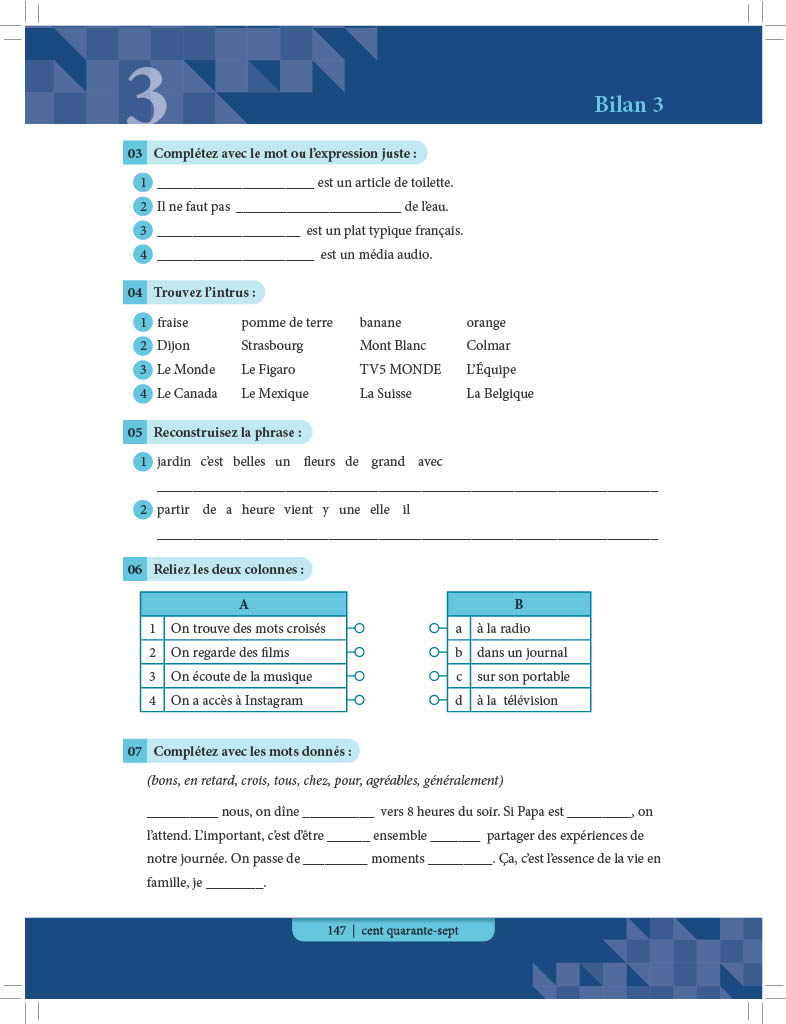 3
Bilan 3
03 Complétez avec le mot ou l'expression juste :
1 ______________________ est un article de toilette.
2 Il ne faut pas _______________________ de l'eau.
3 ____________________ est un plat typique français.
4 ______________________ est un média audio.
04 Trouvez l'intrus :
1 fraise pomme de terre banane orange
2 Dijon Strasbourg Mont Blanc Colmar
3 Le Monde Le Figaro TV5 MONDE L'Équipe
4 Le Canada Le Mexique La Suisse La Belgique
05 Reconstruisez la phrase :
1 jardin c'est belles un fleurs de grand avec
______________________________________________________________________
2 partir de a heure vient y une elle il
______________________________________________________________________
06 Reliez les deux colonnes :
A B
1 On trouve des mots croisés a à la radio
2 On regarde des films b dans un journal
3 On écoute de la musique c sur son portable
4 On a accès à Instagram d à la télévision
07 Complétez avec les mots donnés :
(bons, en retard, crois, tous, chez, pour, agréables, généralement)
__________ nous, on dîne __________ vers 8 heures du soir. Si Papa est _________, on
l'attend. L'important, c'est d'être ______ ensemble _______ partager des expériences de
notre journée. On passe de _________ moments _________. Ça, c'est l'essence de la vie en
famille, je ________.
147 | cent quarante-sept